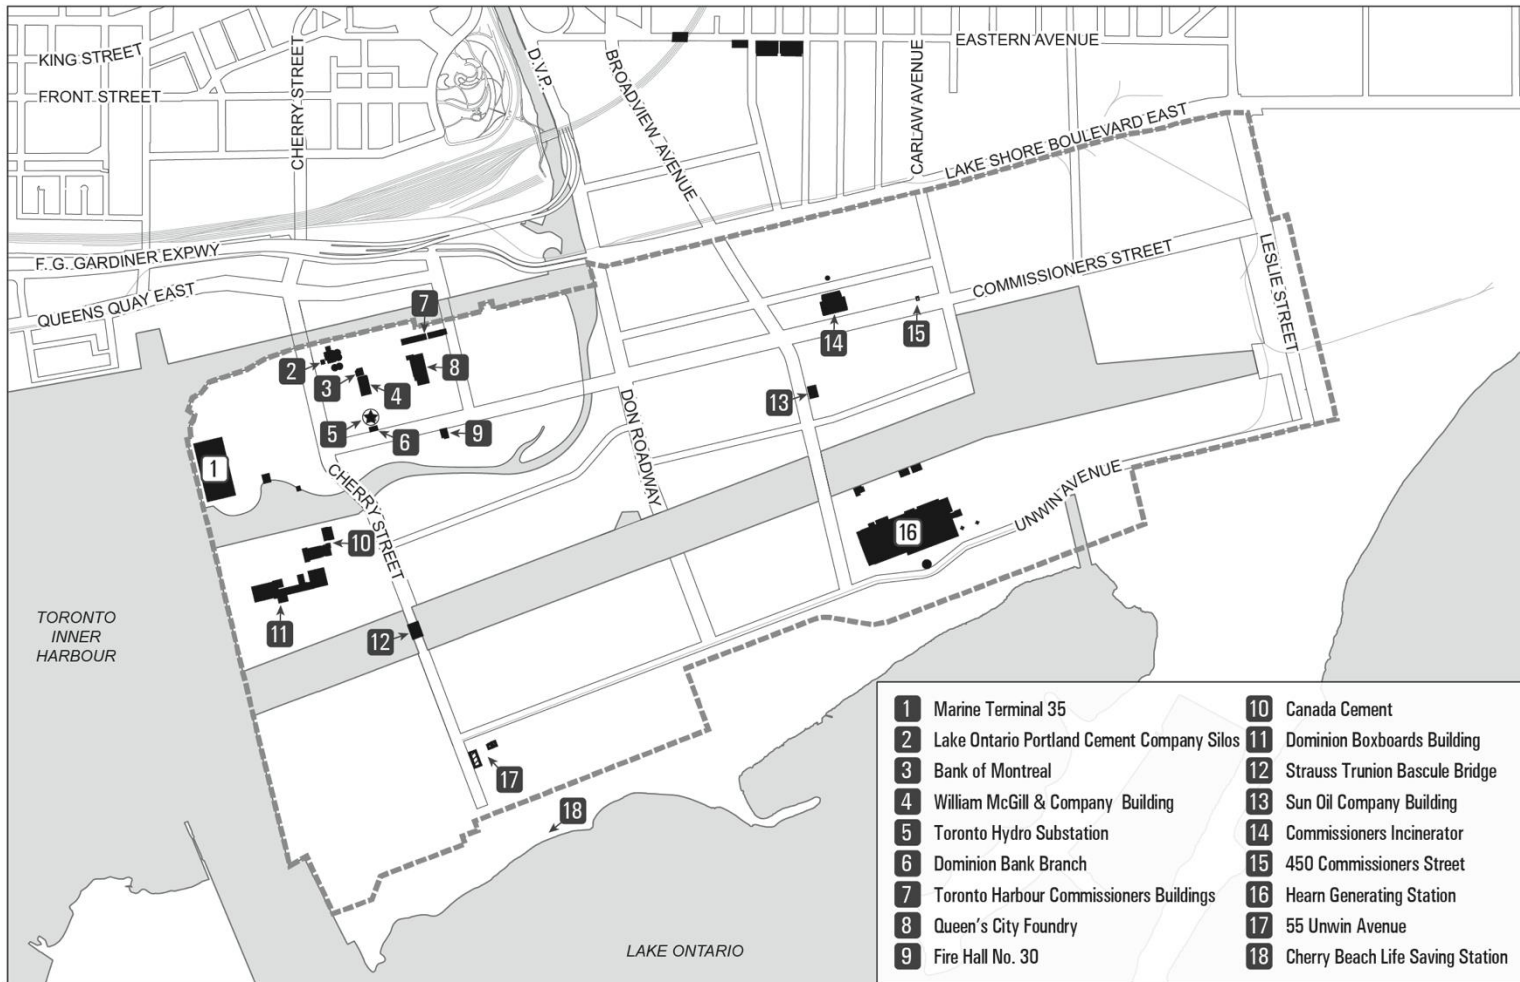 KING STREET
FRONT STREET
CHERRY STREET
D.V.P.
BROADVIEW AVENUE
CARLAW AVENUE
EASTERN AVENUE
LAKE SHORE BOULEVARD EAST
F. G. GARDINER EXPWY
QUEENS QUAY EAST
COMMISSIONERS STREET
LESLIE STREET
7
2
3
4
8
14
15
5
6
9
13
DON ROADWAY
1
CHERRY STREET
UNWIN AVENUE
16
10
11
12
TORONTO
INNER
HARBOUR
17
18
LAKE ONTARIO
1 Marine Terminal 35
2 Lake Ontario Portland Cement Company Silos
3 Bank of Montreal
4 William McGill & Company Building
5 Toronto Hydro Substation
6 Dominion Bank Branch
7 Toronto Harbour Commissioners Buildings
8 Queen's City Foundry
9 Fire Hall No. 30
10 Canada Cement
11 Dominion Boxboards Building
12 Strauss Trunion Bascule Bridge
13 Sun Oil Company Building
14 Commissioners Incinerator
15 450 Commissioners Street
16 Hearn Generating Station
17 55 Unwin Avenue
18 Cherry Beach Life Saving Station